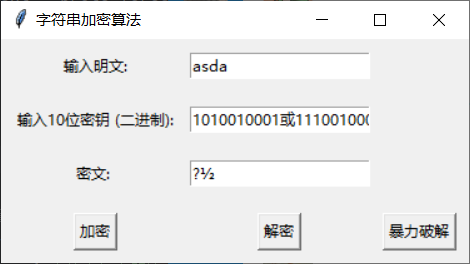 字符串加密算法
输入明文:
asda
输入10位密钥 (二进制):
1010010001或111001000
密文:
?½
加密
解密
暴力破解